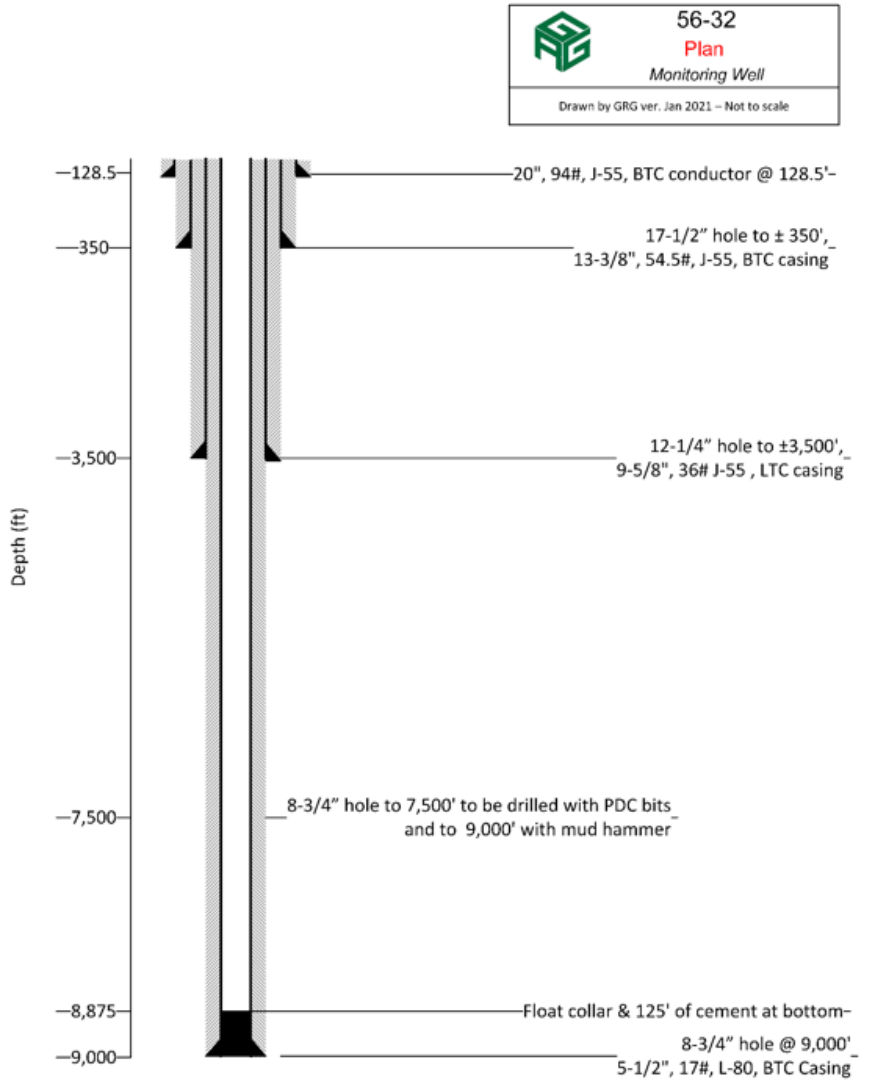 56-32
Plan
Monitoring Well
Drawn by GRG ver. Jan 2021 – Not to scale
128.5
20", 94#, J-55, BTC conductor @ 128.5'
350
17-1/2” hole to ± 350',
13-3/8", 54.5#, J-55, BTC casing
3,500
12-1/4” hole to ±3,500',
9-5/8", 36# J-55 , LTC casing
Depth (ft)
7,500
8-3/4” hole to 7,500' to be drilled with PDC bits
and to 9,000' with mud hammer
8,875
Float collar & 125' of cement at bottom
9,000
8-3/4” hole @ 9,000'
5-1/2", 17#, L-80, BTC Casing